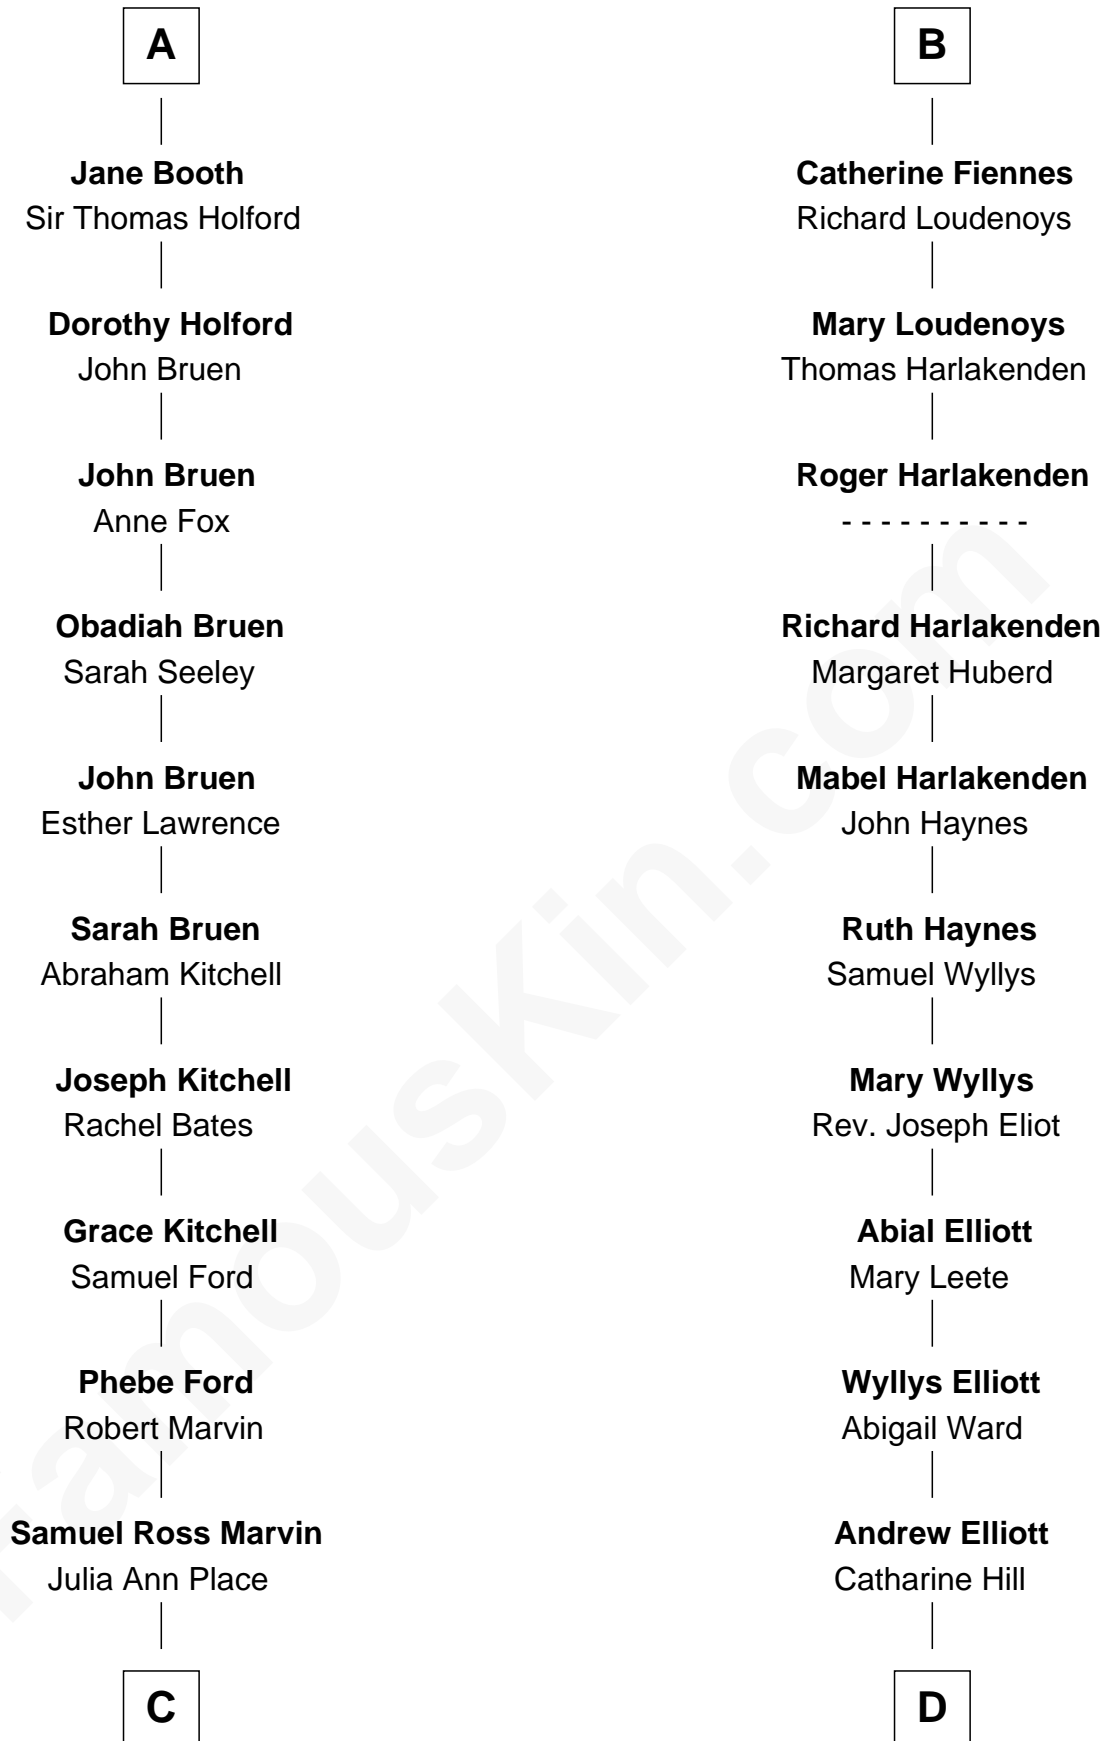 A
Jane Booth
Sir Thomas Holford
Dorothy Holford
John Bruen
John Bruen
Anne Fox
Obadiah Bruen
Sarah Seeley
John Bruen
Esther Lawrence
Sarah Bruen
Abraham Kitchell
Joseph Kitchell
Rachel Bates
Grace Kitchell
Samuel Ford
Phebe Ford
Robert Marvin
Samuel Ross Marvin
Julia Ann Place
C
B
Catherine Fiennes
Richard Loudenoys
Mary Loudenoys
Thomas Harlakenden
Roger Harlakenden
- - - - - - - - - -
Richard Harlakenden
Margaret Huberd
Mabel Harlakenden
John Haynes
Ruth Haynes
Samuel Wyllys
Mary Wyllys
Rev. Joseph Eliot
Abial Elliott
Mary Leete
Wyllys Elliott
Abigail Ward
Andrew Elliott
Catharine Hill
D
FamousKin.com